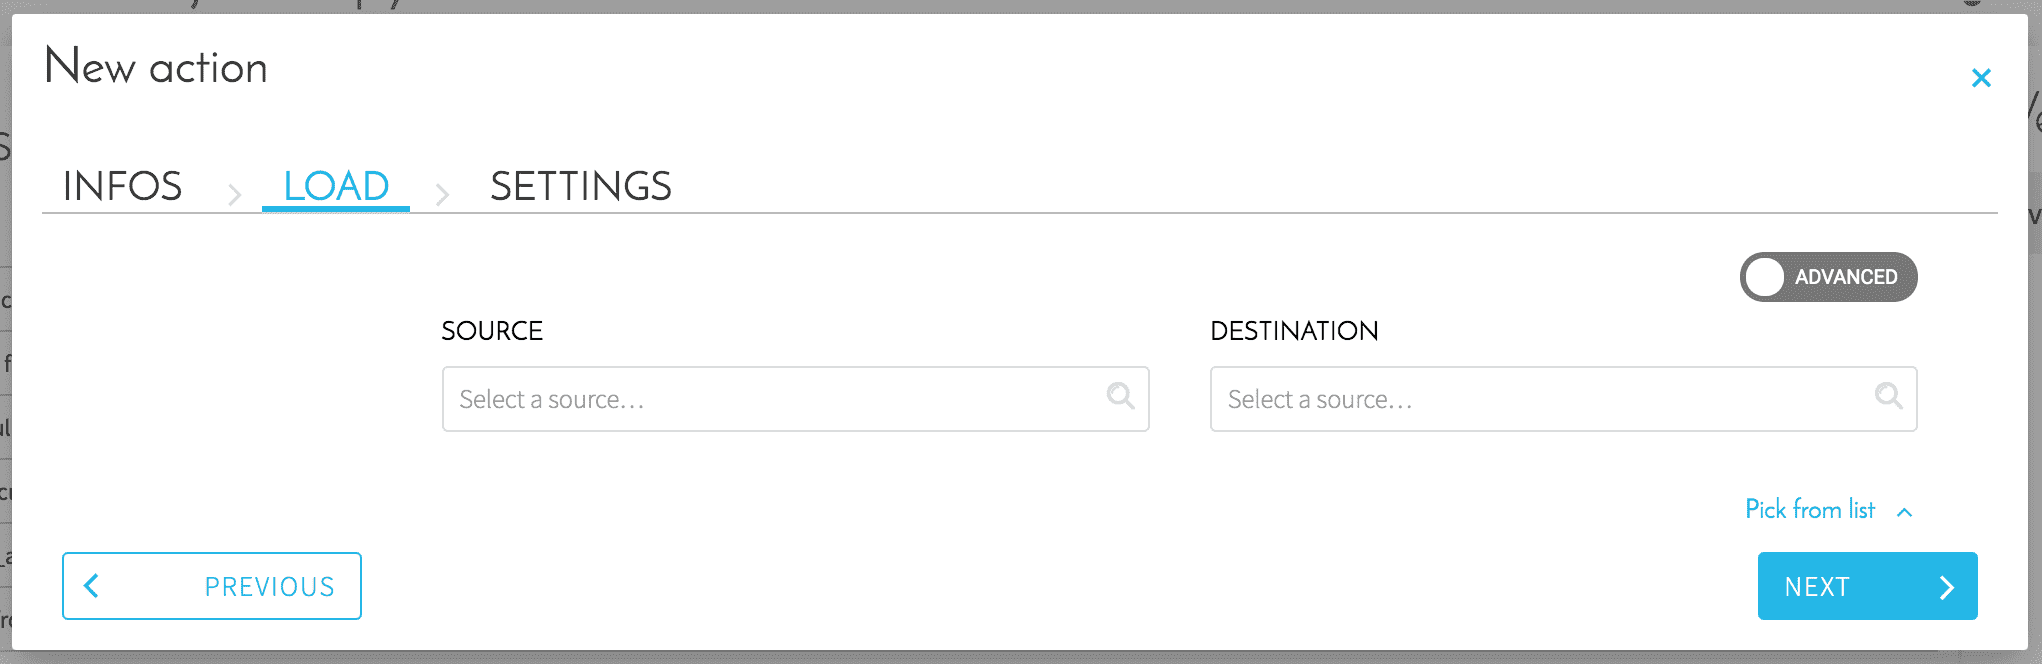 New action
INFOS LOAD SETTINGS
ADVANCED
SOURCE DESTINATION
Select a source... Select a source...
Pick from list
PREVIOUS NEXT